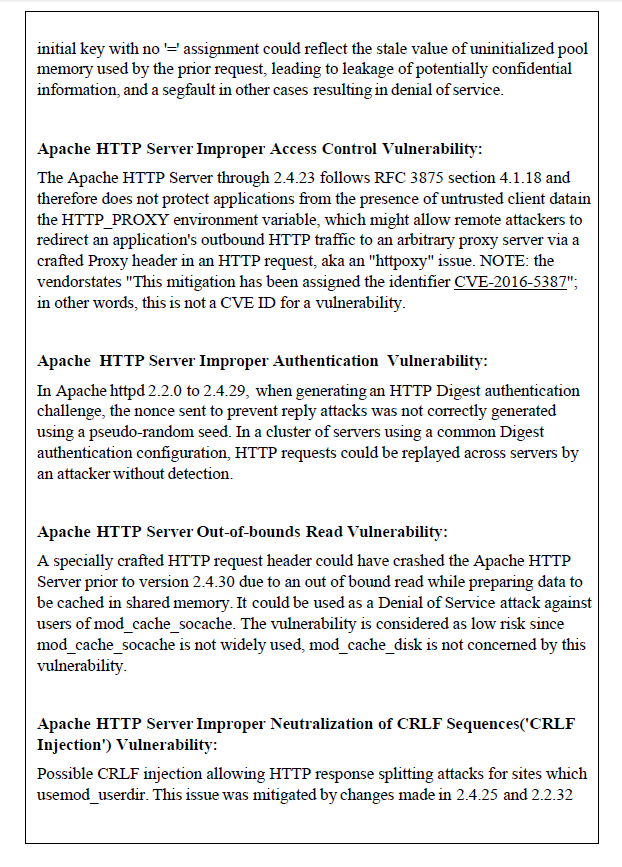 initial key with no '=' assignment could reflect the stale value of uninitialized pool
memory used by the prior request, leading to leakage of potentially confidential
information, and a segfault in other cases resulting in denial of service.
Apache HTTP Server Improper Access Control Vulnerability:
The Apache HTTP Server through 2.4.23 follows RFC 3875 section 4.1.18 and
therefore does not protect applications from the presence of untrusted client datain
the HTTP_PROXY environment variable, which might allow remote attackers to
redirect an application's outbound HTTP traffic to an arbitrary proxy server via a
crafted Proxy header in an HTTP request, aka an "httpoxy" issue. NOTE: the
vendorstates "This mitigation has been assigned the identifier CVE-2016-5387";
in other words, this is not a CVE ID for a vulnerability.
Apache HTTP Server Improper Authentication Vulnerability:
In Apache httpd 2.2.0 to 2.4.29, when generating an HTTP Digest authentication
challenge, the nonce sent to prevent reply attacks was not correctly generated
using a pseudo-random seed. In a cluster of servers using a common Digest
authentication configuration, HTTP requests could be replayed across servers by
an attacker without detection.
Apache HTTP Server Out-of-bounds Read Vulnerability:
A specially crafted HTTP request header could have crashed the Apache HTTP
Server prior to version 2.4.30 due to an out of bound read while preparing data to
be cached in shared memory. It could be used as a Denial of Service attack against
users of mod_cache_socache. The vulnerability is considered as low risk since
mod_cache_socache is not widely used, mod_cache_disk is not concerned by this
vulnerability.
Apache HTTP Server Improper Neutralization of CRLF Sequences('CRLF
Injection') Vulnerability:
Possible CRLF injection allowing HTTP response splitting attacks for sites which
usemod_userdir. This issue was mitigated by changes made in 2.4.25 and 2.2.32